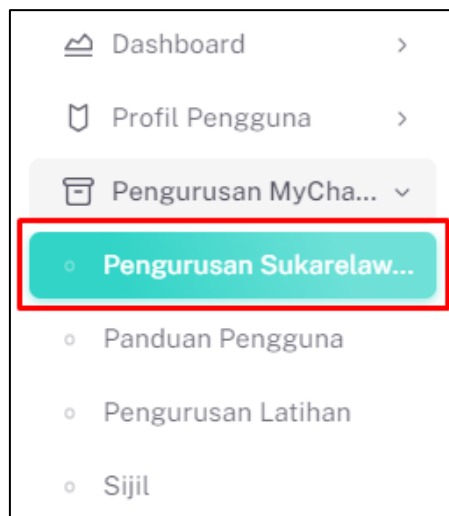 Dashboard
Profil Pengguna
Pengurusan MyCha...
Pengurusan Sukarelaw...
Panduan Pengguna
Pengurusan Latihan
Sijil